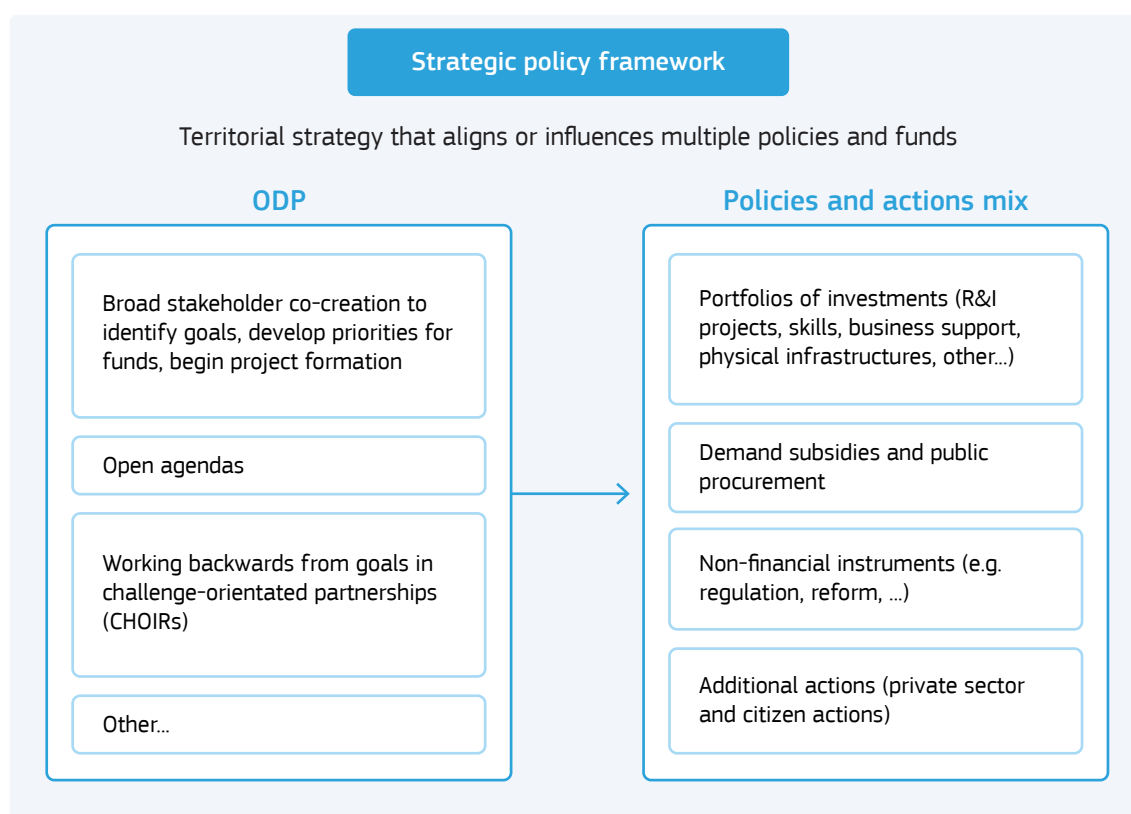 Strategic policy framework
Territorial strategy that aligns or influences multiple policies and funds
ODP
Broad stakeholder co-creation to
identify goals, develop priorities for
funds, begin project formation
Open agendas
Working backwards from goals in
challenge-orientated partnerships
(CHOIRs)
Other...
Policies and actions mix
Portfolios of investments (R&I
projects, skills, business support,
physical infrastructures, other...)
Demand subsidies and public
procurement
Non-financial instruments (e.g.
regulation, reform, ...)
Additional actions (private sector
and citizen actions)